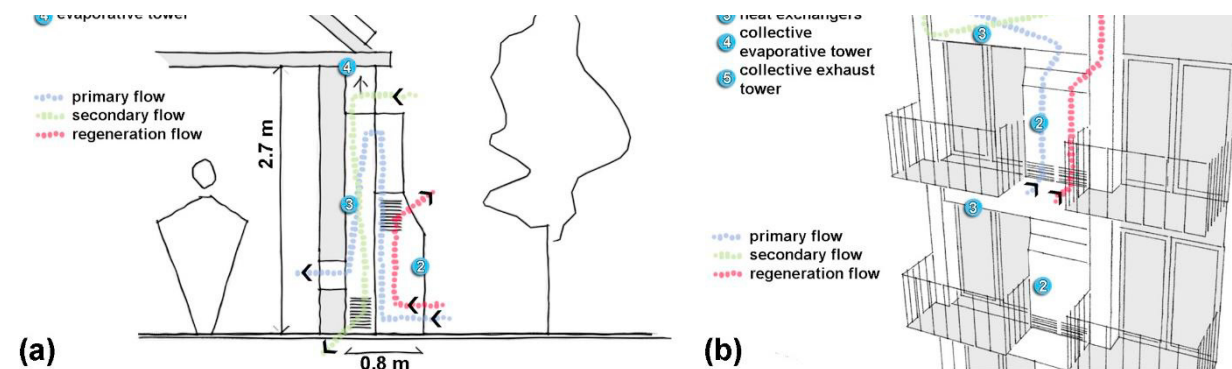 4 evaporative tower
primary flow
secondary flow
regeneration flow
2.7 m
4
3
2
0.8 m
(a)
3 heat exchangers
4 collective
evaporative tower
5 collective exhaust
tower
primary flow
secondary flow
regeneration flow
3
2
3
2
(b)